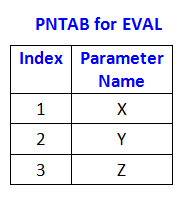 PNTAB for EVAL
Index Parameter
Name
1 X
2 Y
3 Z